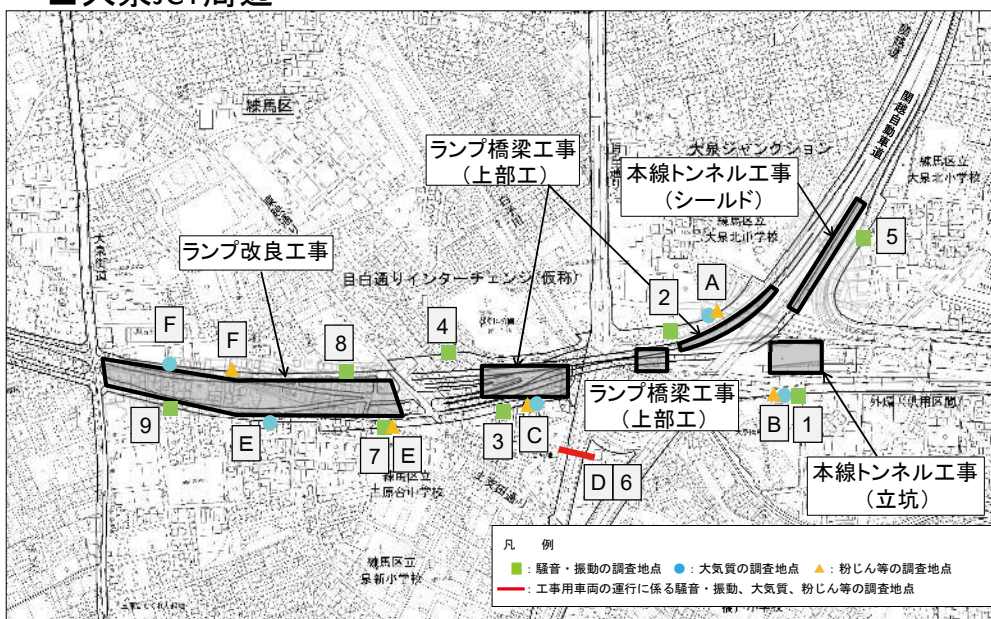 ■大泉JCT周辺
練馬区
ランプ橋梁工事
（上部工）
大泉ジャンクション
本線トンネル工事
（シールド）
関越自動車道
練馬区立
大泉北小学校
練馬区立
大泉北中学校
5
ランプ改良工事
目白通りインターチェンジ(仮称)
2
A
4
F
F
8
ランプ橋梁工事
（上部工）
9
E
7
E
3
C
B
1
D
6
練馬区立
本線トンネル工事
（立坑）
練馬区立
泉新小学校
凡　例
：騒音・振動の調査地点
：大気質の調査地点
：粉じん等の調査地点
：工事用車両の運行に係る騒音・振動、大気質、粉じん等の調査地点